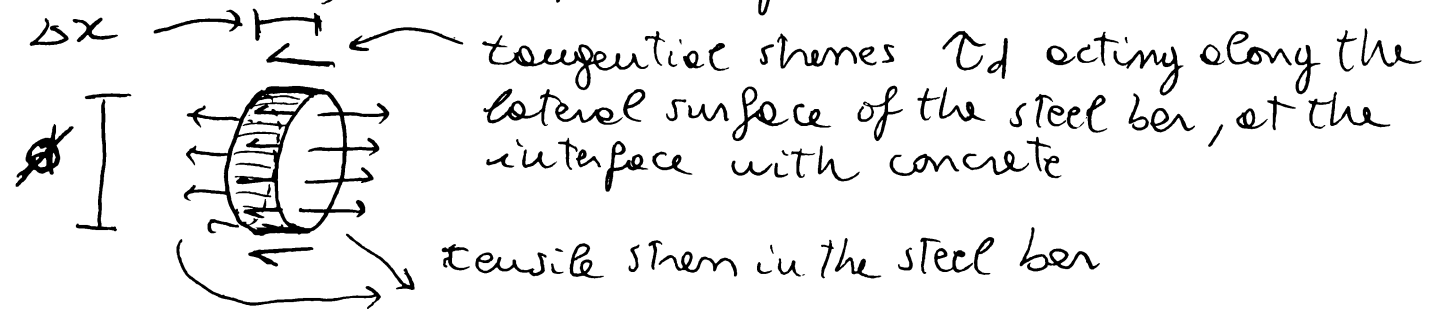 Δx
tangential stresses τd acting along the
lateral surface of the steel bar, at the
interface with concrete
ø
tensile stress in the steel bar